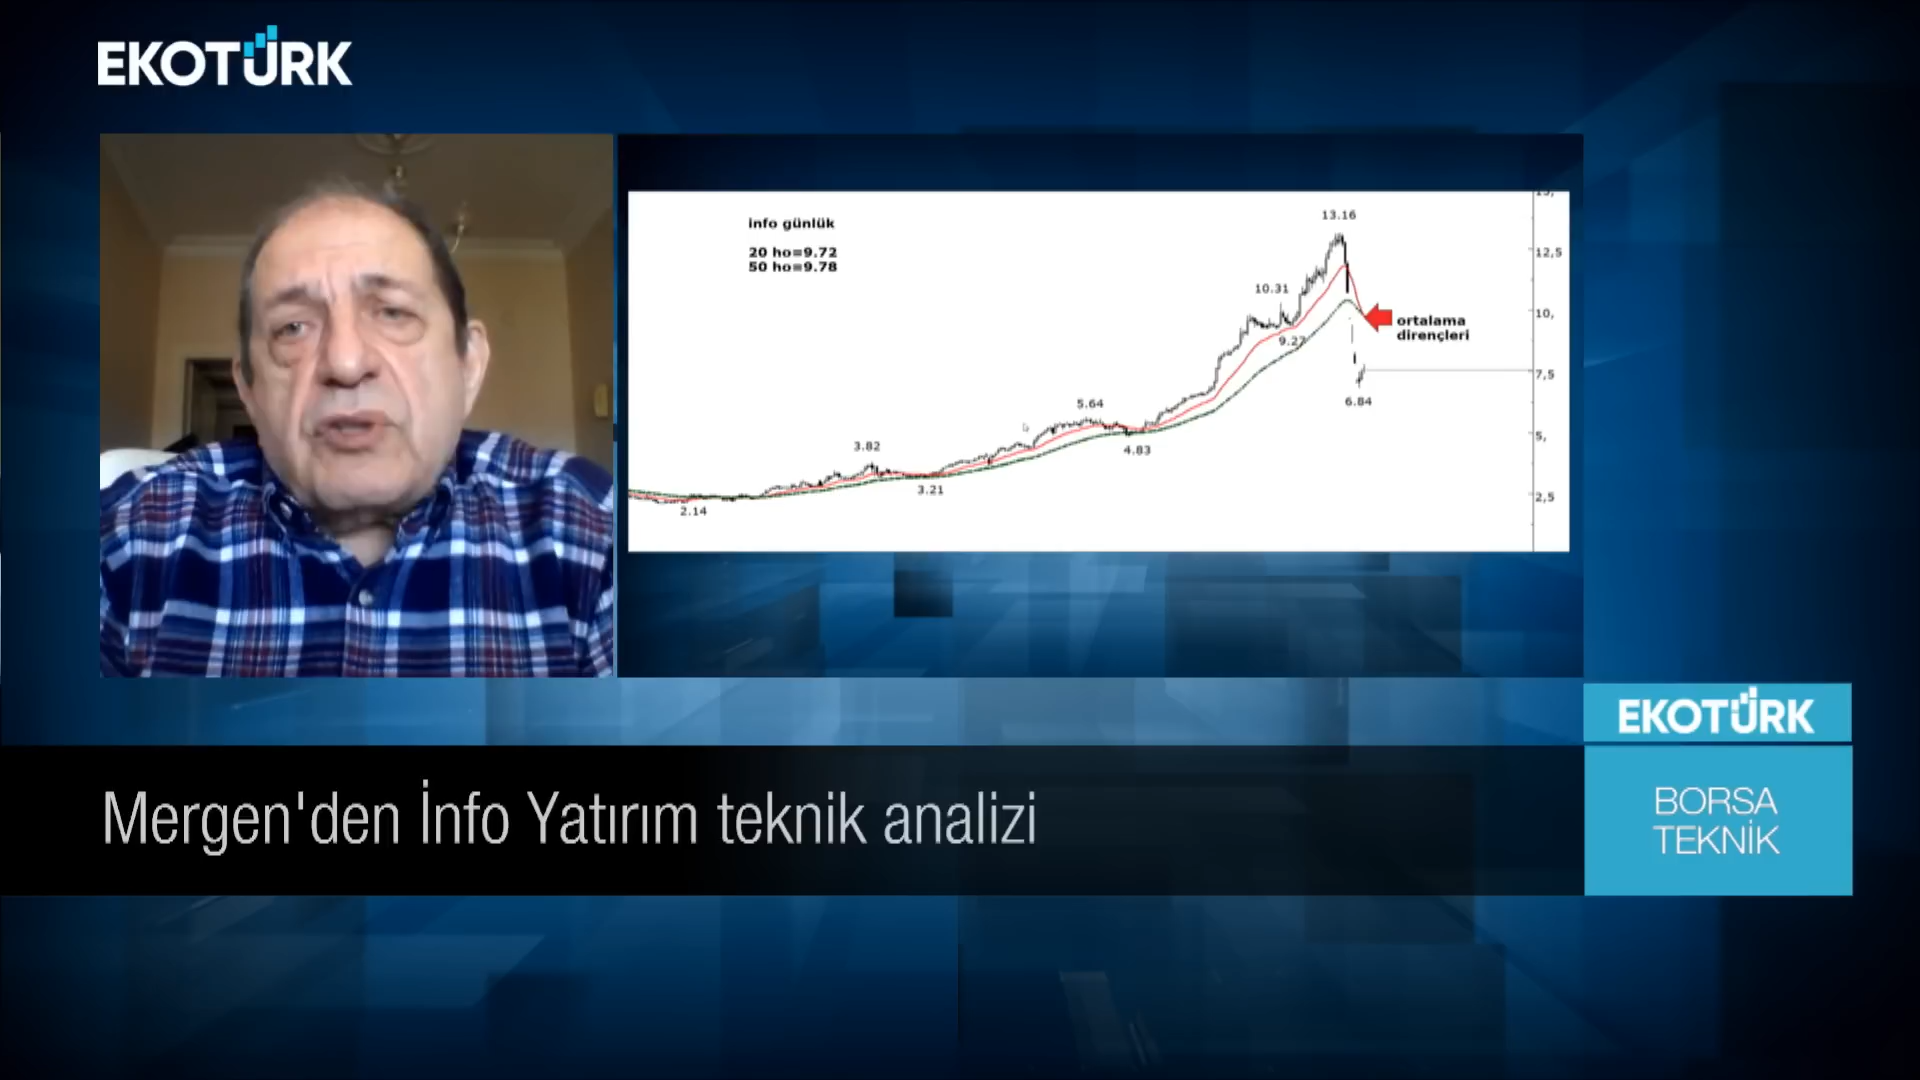 EKOTÜRK
info günlük
20 ho=9.72
50 ho=9.78
13.16
12,5
10.31
10,
ortalama
dirençleri
9.27
7,5
6.84
5.64
5,
4.83
3.82
3.21
2,5
2.14
EKOTÜRK
Mergen'den İnfo Yatırım teknik analizi
BORSA
TEKNİK